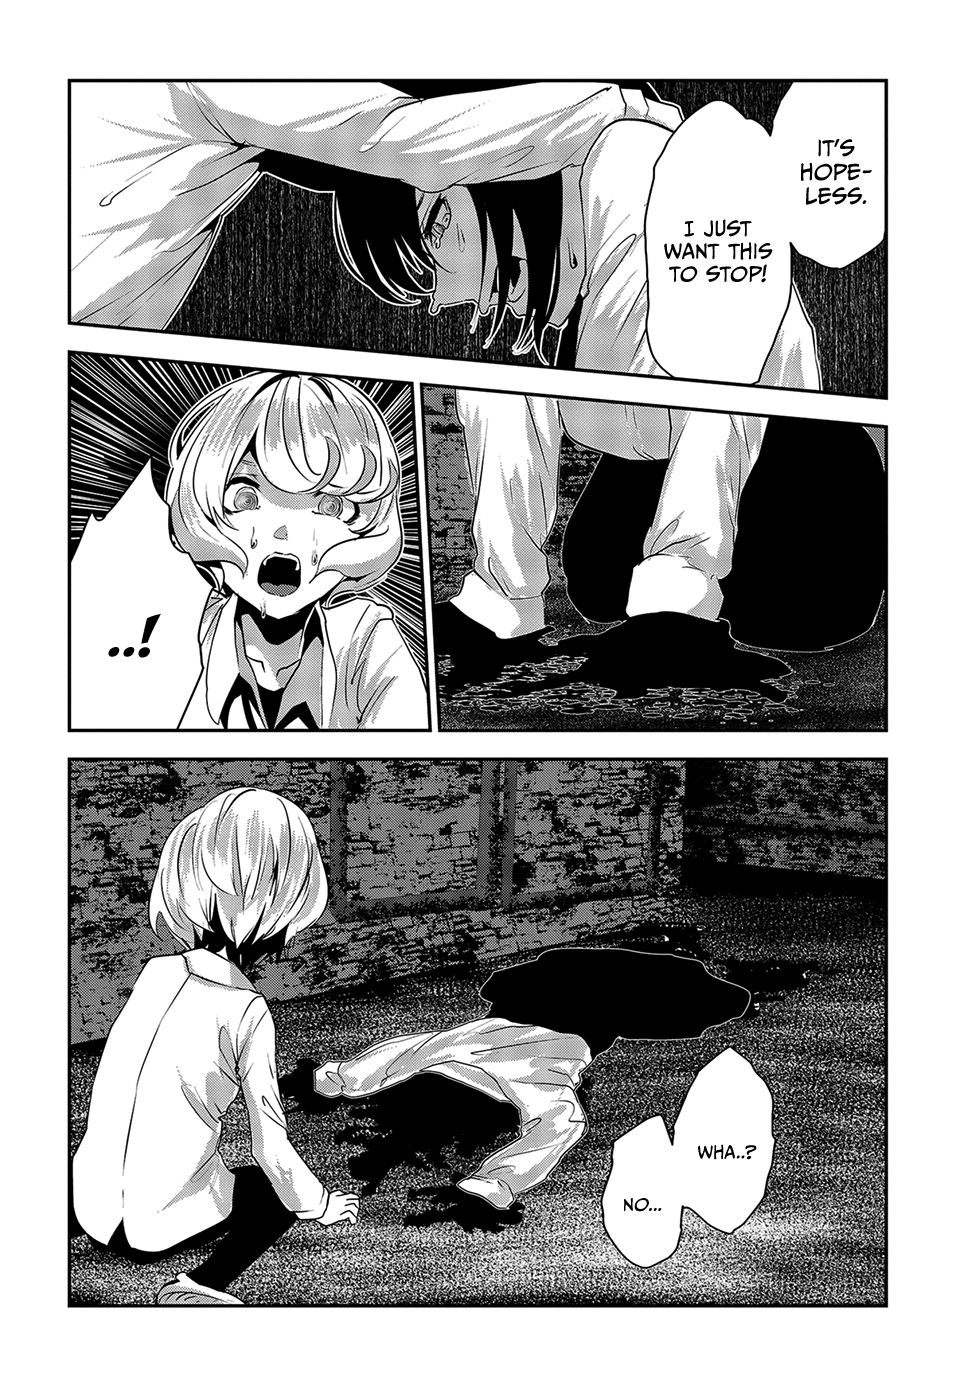 IT'S
HOPE-
LESS.
I JUST
WANT THIS
TO STOP!
...!
WHA..?
NO...